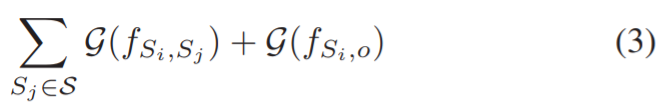 ∑_{S_j∈𝒮} 𝒢(f_{S_i,S_j}) + 𝒢(f_{S_i,o}) (3)